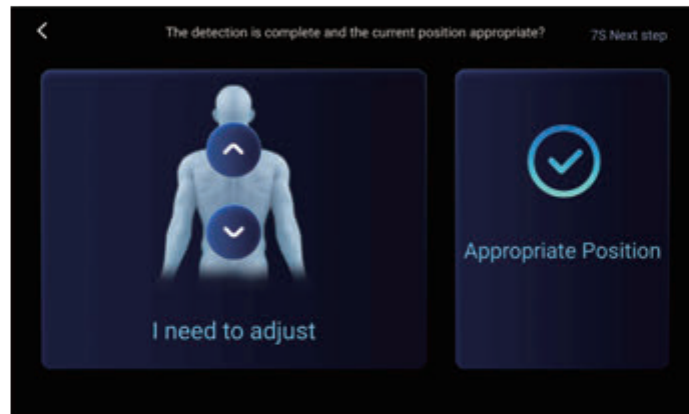 The detection is complete and the current position appropriate?
7S Next step
I need to adjust
Appropriate Position